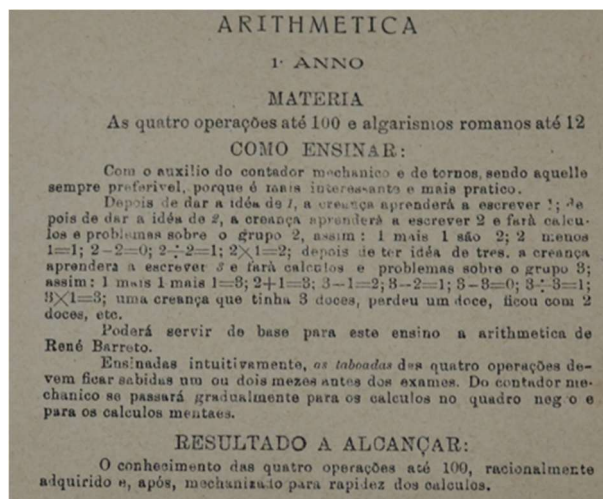 ARITHMETICA
1º ANNO
MATERIA
As quatro operações até 100 e algarismos romanos até 12
COMO ENSINAR:
Com o auxilio do contador mechanico e de tornos, sendo aquelle
sempre preferivel, porque é mais interessante e mais pratico.
Depois de dar a idéa de 1, a creança aprenderá a escrever 1; de
pois de dar a idéa de 2, a creança aprenderá a escrever 2 e fará calcu-
los e problemas sobre o grupo 2, assim: 1 mais 1 são 2; 2 menos
1=1; 2-2=0; 2÷2=1; 2×1=2; depois de ter idéa de tres, a creança
aprenderá a escrever 3 e fará calculos e problemas sobre o grupo 3;
assim: 1 mais 1 mais 1=3; 2+1=3; 3-1=2; 3-2=1; 3-3=0; 3÷3=1;
3×1=3; uma creança que tinha 3 doces, perdeu um doce, ficou com 2
doces, etc.
Poderá servir de base para este ensino a arithmetica de
René Barreto.
Ensinadas intuitivamente, as taboadas das quatro operações de-
vem ficar sabidas um ou dois mezes antes dos exames. Do contador me-
chanico se passará gradualmente para os calculos no quadro neg o e
para os calculos mentaes.
RESULTADO A ALCANÇAR:
O conhecimento das quatro operações até 100, racionalmente
adquirido e, após, mechanizado para rapidez dos calculos.